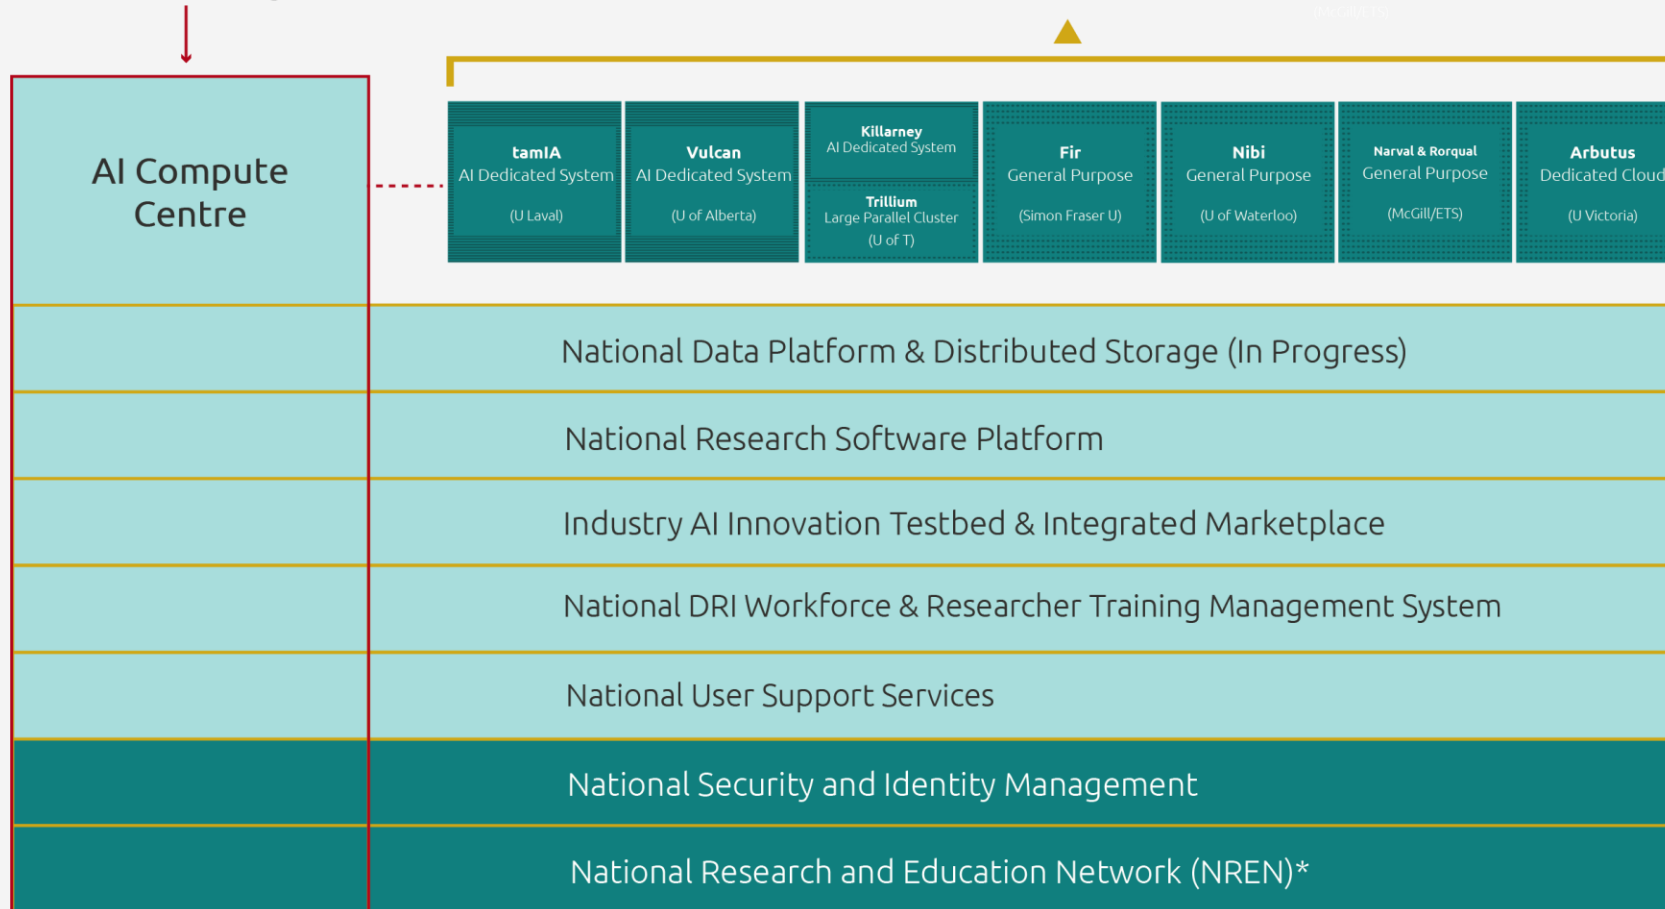 (McGill/ETS)
AI Compute
Centre
tamIA
AI Dedicated System
(U Laval)
Vulcan
AI Dedicated System
(U of Alberta)
Killarney
AI Dedicated System
Trillium
Large Parallel Cluster
(U of T)
Fir
General Purpose
(Simon Fraser U)
Nibi
General Purpose
(U of Waterloo)
Narval & Rorqual
General Purpose
(McGill/ETS)
Arbutus
Dedicated Cloud
(U Victoria)
National Data Platform & Distributed Storage (In Progress)
National Research Software Platform
Industry AI Innovation Testbed & Integrated Marketplace
National DRI Workforce & Researcher Training Management System
National User Support Services
National Security and Identity Management
National Research and Education Network (NREN)*